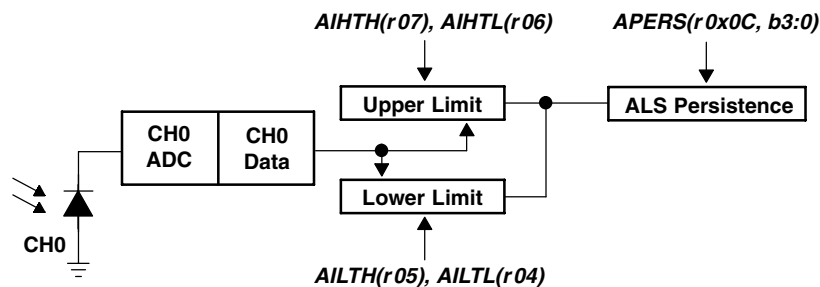 AIHTH(r07), AIHTL(r06)
APERS(r0x0C, b3:0)
Upper Limit
ALS Persistence
CH0
ADC
CH0
Data
Lower Limit
CH0
AILTH(r05), AILTL(r04)